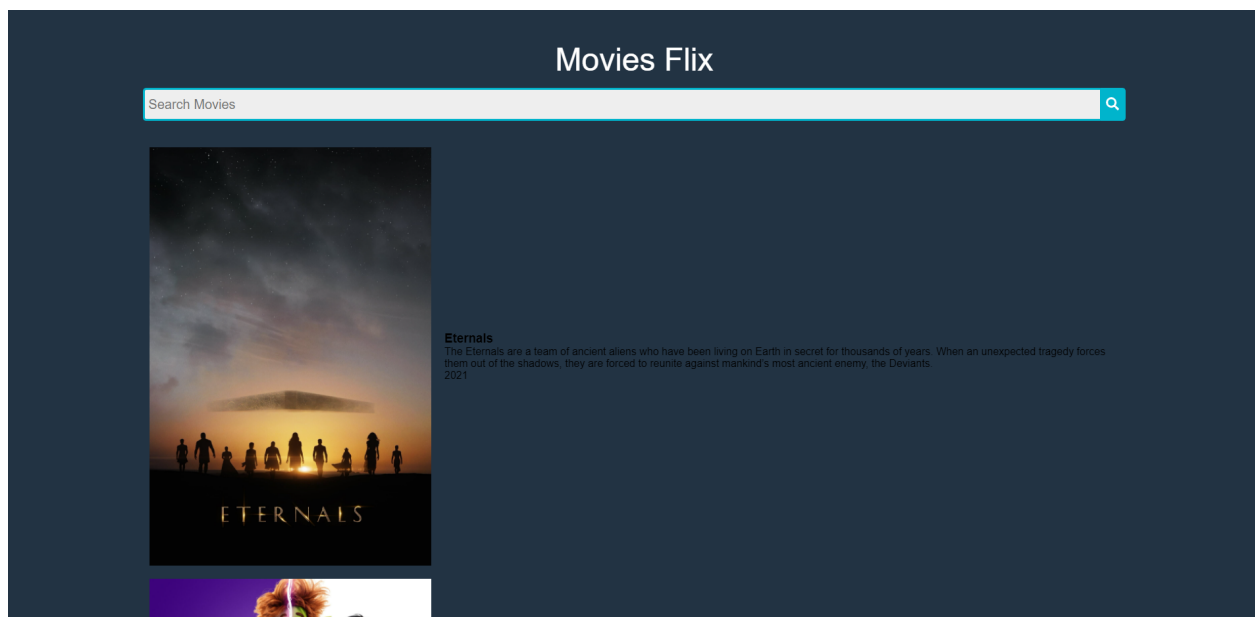 Movies Flix
Search Movies
ETERNALS
Eternals
The Eternals are a team of ancient aliens who have been living on Earth in secret for thousands of years. When an unexpected tragedy forces
them out of the shadows, they are forced to reunite against mankind's most ancient enemy, the Deviants.
2021